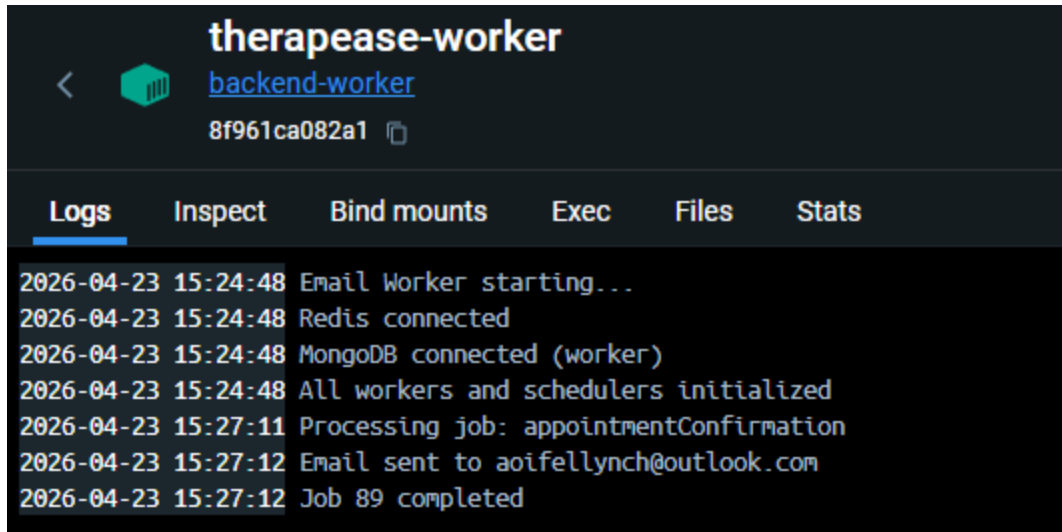 therapease-worker
backend-worker
8f961ca082a1
Logs Inspect Bind mounts Exec Files Stats
2026-04-23 15:24:48 Email Worker starting...
2026-04-23 15:24:48 Redis connected
2026-04-23 15:24:48 MongoDB connected (worker)
2026-04-23 15:24:48 All workers and schedulers initialized
2026-04-23 15:27:11 Processing job: appointmentConfirmation
2026-04-23 15:27:12 Email sent to aoifellynch@outlook.com
2026-04-23 15:27:12 Job 89 completed